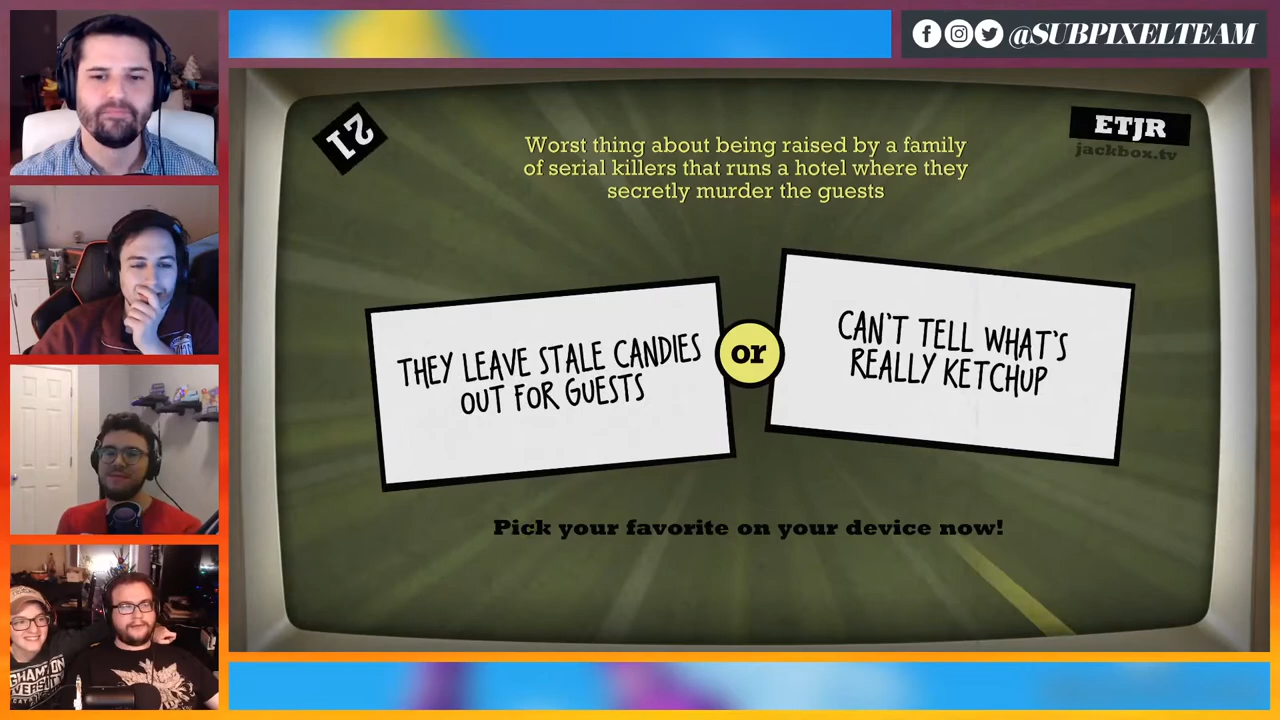 @SUBPIXELTEAM
21
ETJR
jackbox.tv
Worst thing about being raised by a family
of serial killers that runs a hotel where they
secretly murder the guests
THEY LEAVE STALE CANDIES
OUT FOR GUESTS
or
CAN'T TELL WHAT'S
REALLY KETCHUP
Pick your favorite on your device now!